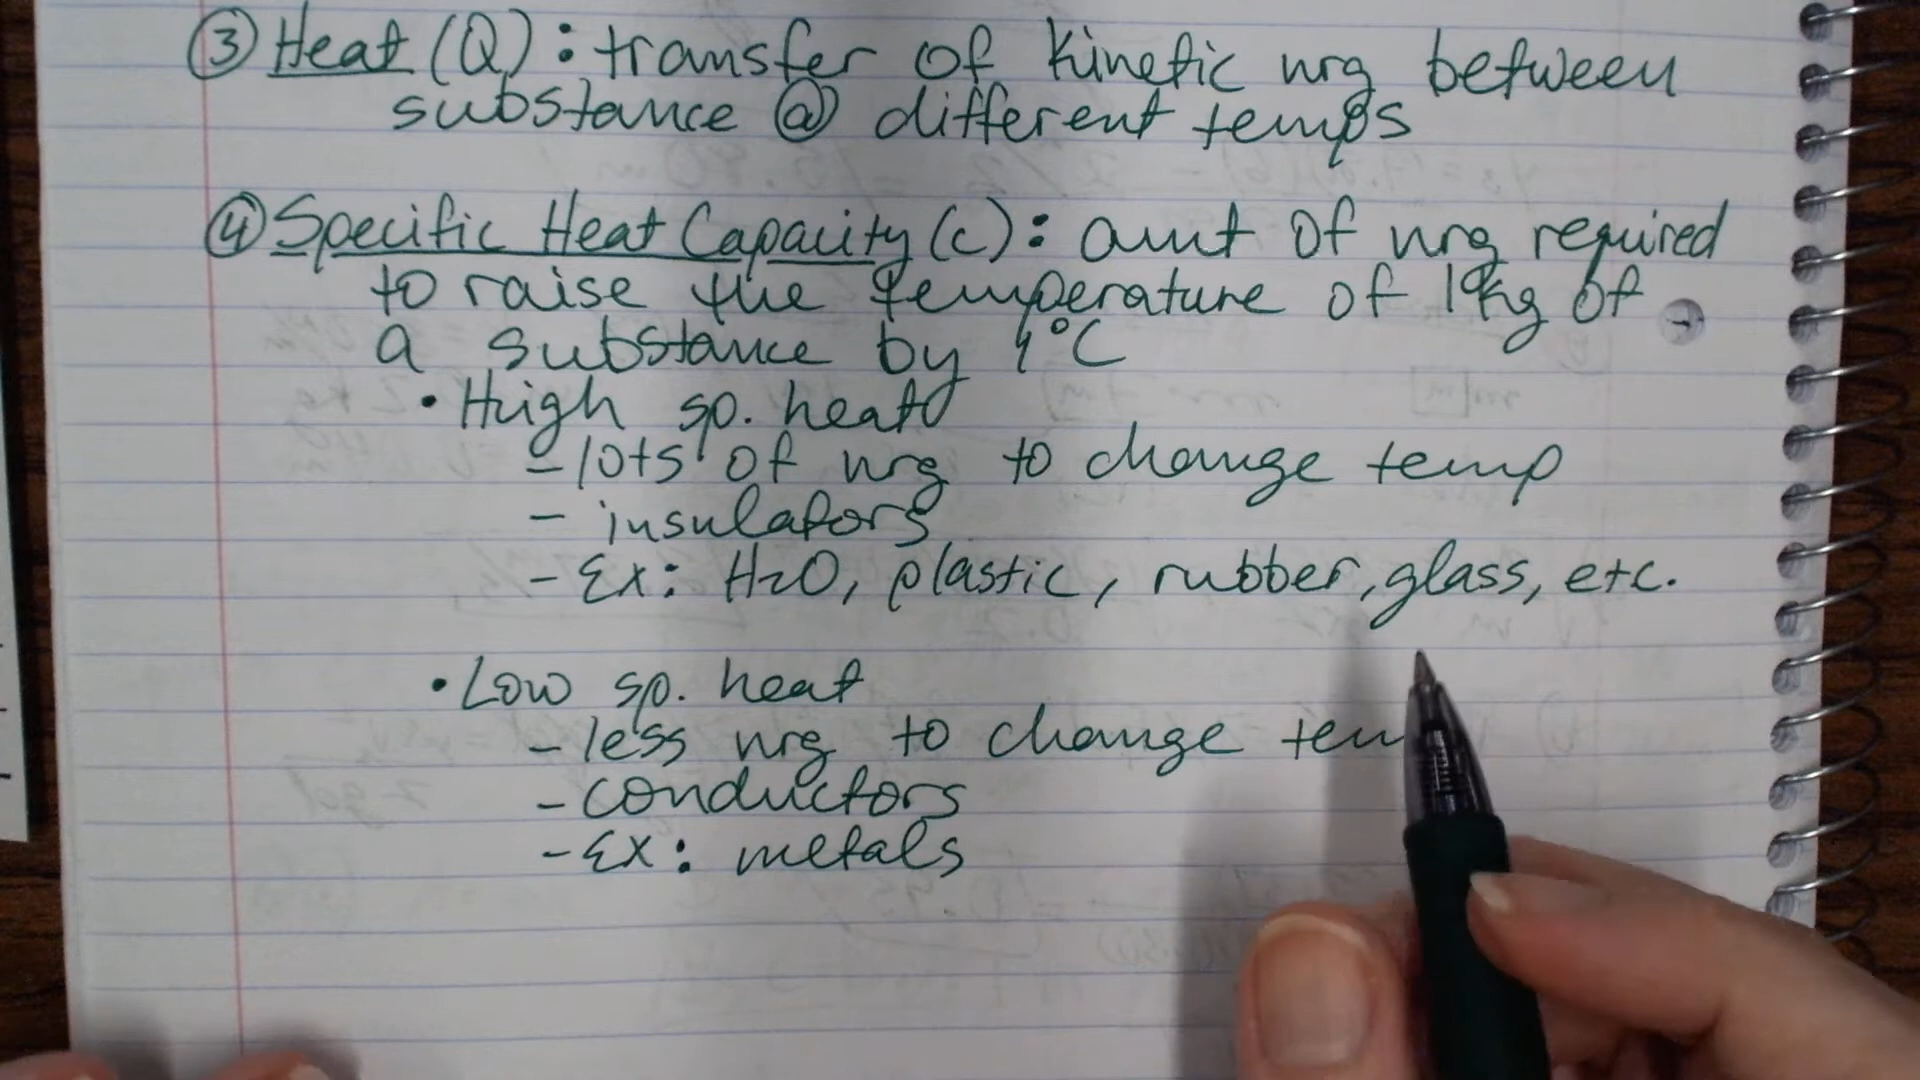 ③ Heat (Q): transfer of kinetic nrg between
substance @ different temps
④ Specific Heat Capacity (c): amt of nrg required
to raise the temperature of 1kg of
a substance by 1°C
• High sp. heat
- lots of nrg to change temp
- insulators
- Ex: H2O, plastic, rubber, glass, etc.
• Low sp. heat
- less nrg to change tem
- conductors
- Ex: metals